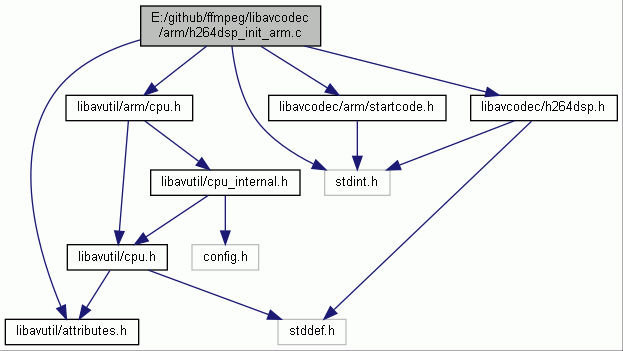 E:/github/ffmpeg/libavcodec
/arm/h264dsp_init_arm.c
libavutil/arm/cpu.h
libavcodec/arm/startcode.h
libavcodec/h264dsp.h
libavutil/cpu_internal.h
stdint.h
libavutil/cpu.h
config.h
libavutil/attributes.h
stddef.h